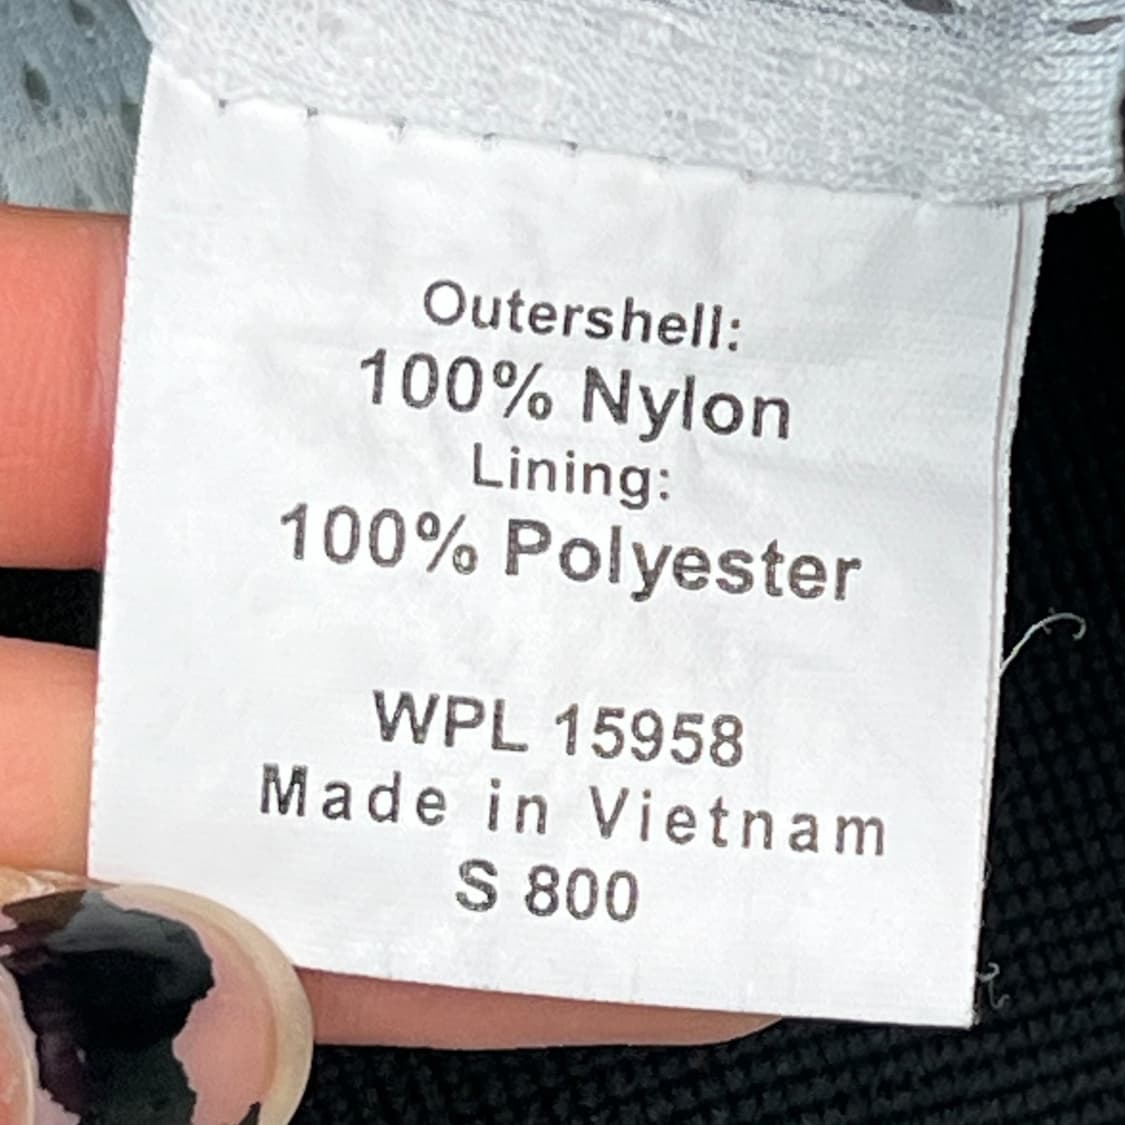 Outershell:
100% Nylon
Lining:
100% Polyester
WPL 15958
Made in Vietnam
S 800